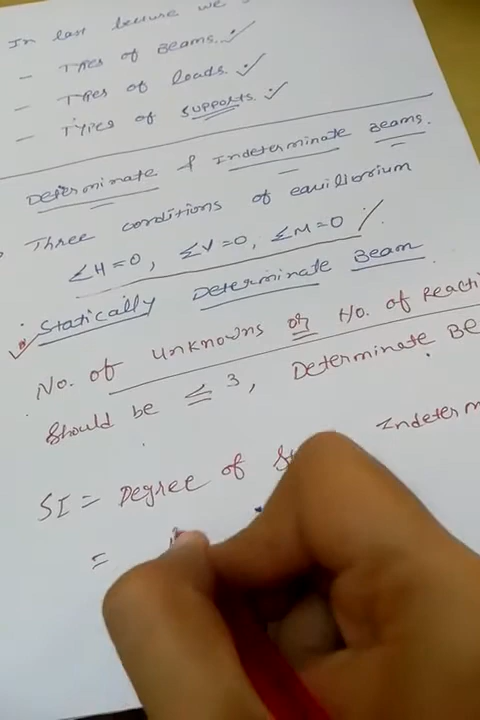 In last lecture we
- Types of Beams.
- Types of loads.
- Types of supports.
Determinate & Indeterminate Beams.
Three conditions of equilibrium
ΣH=0, ΣV=0, ΣM=0
Statically Determinate Beam
No. of unknowns or No. of Reacti
Should be ≤ 3, Determinate Be
SI = Degree of St Indeterm
=